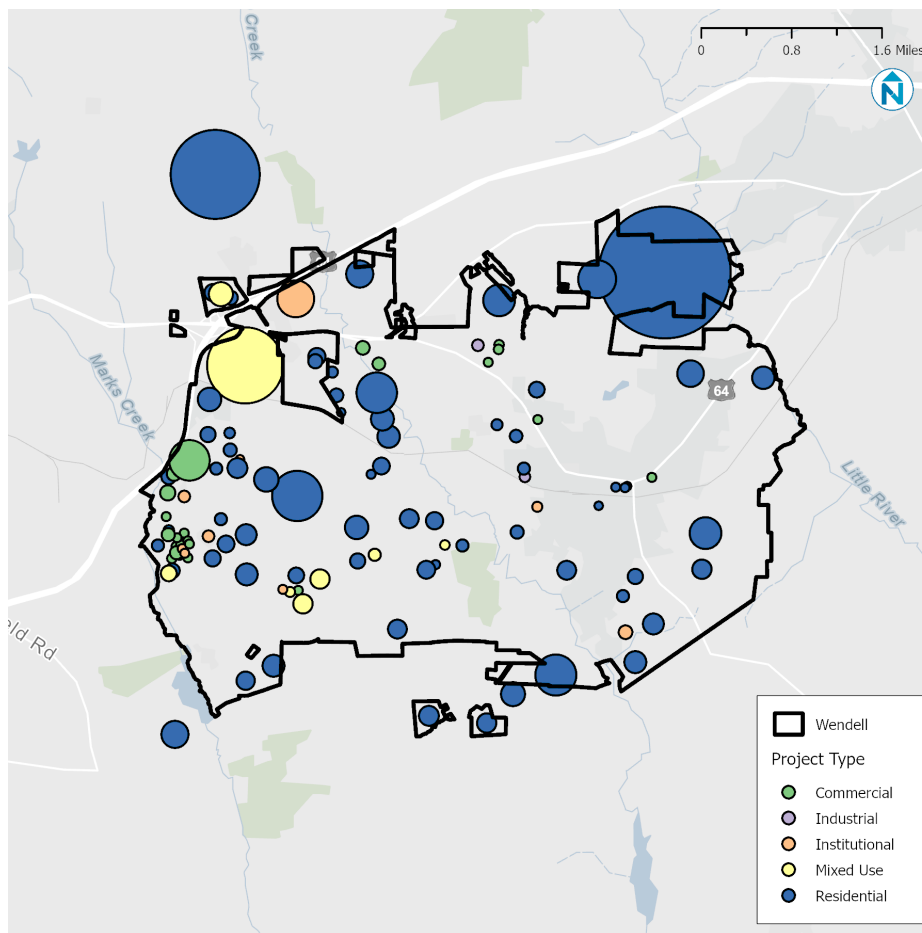 Creek
0 0.8 1.6 Miles
N
64
Marks Creek
Little River
eld Rd
Wendell
Project Type
Commercial
Industrial
Institutional
Mixed Use
Residential